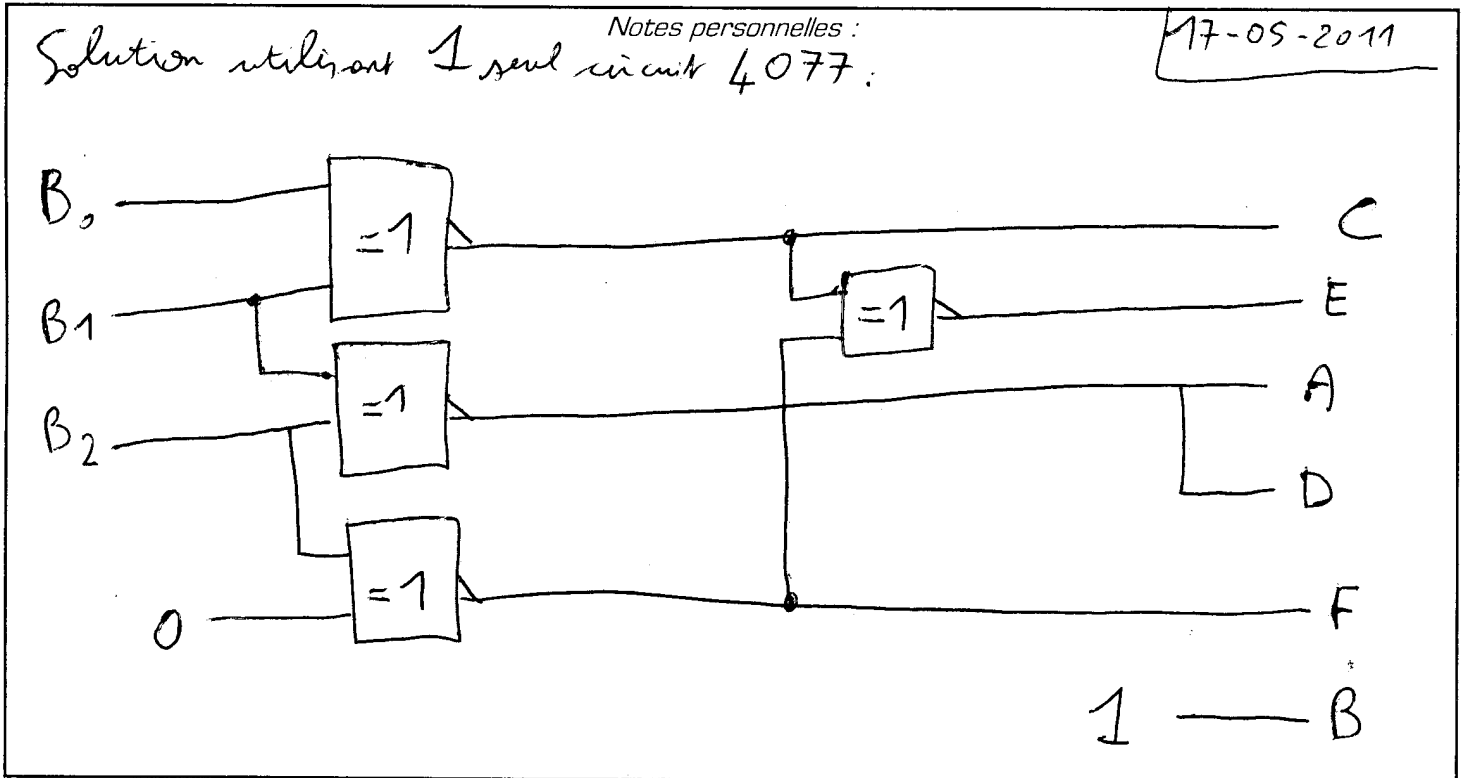 Notes personnelles :
17-05-2011
Solution utilisant 1 seul circuit 4077.
B0
=1
C
B1
=1
E
=1
A
B2
D
=1
0
F
1
B